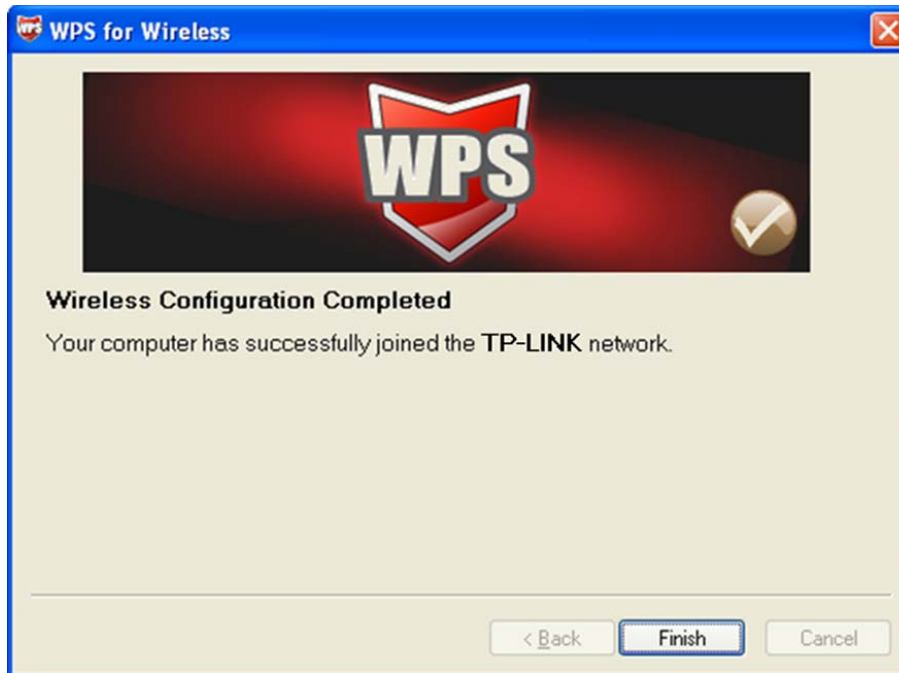 WPS WPS for Wireless
WPS
Wireless Configuration Completed
Your computer has successfully joined the TP-LINK network.
< Back Finish Cancel